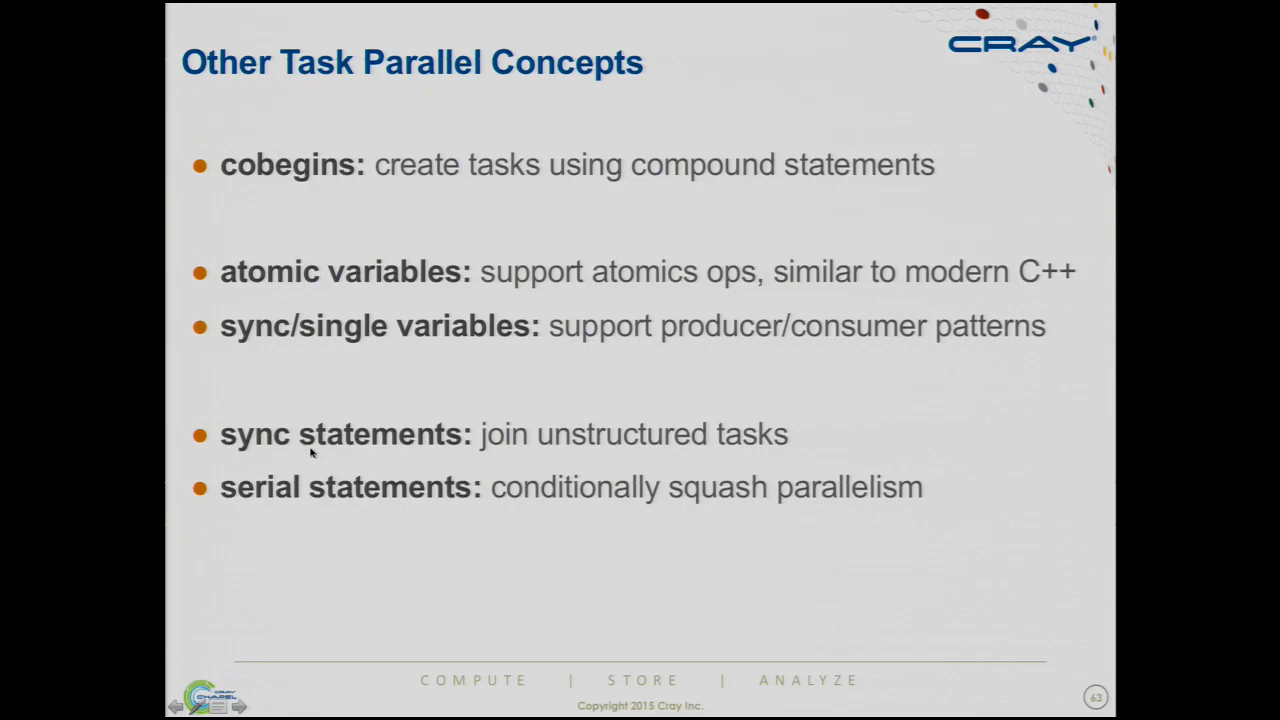 CRAY
Other Task Parallel Concepts
cobegins: create tasks using compound statements
atomic variables: support atomics ops, similar to modern C++
sync/single variables: support producer/consumer patterns
sync statements: join unstructured tasks
serial statements: conditionally squash parallelism
COMPUTE | STORE | ANALYZE
CRAY
CHAPEL
Copyright 2015 Cray Inc.
63